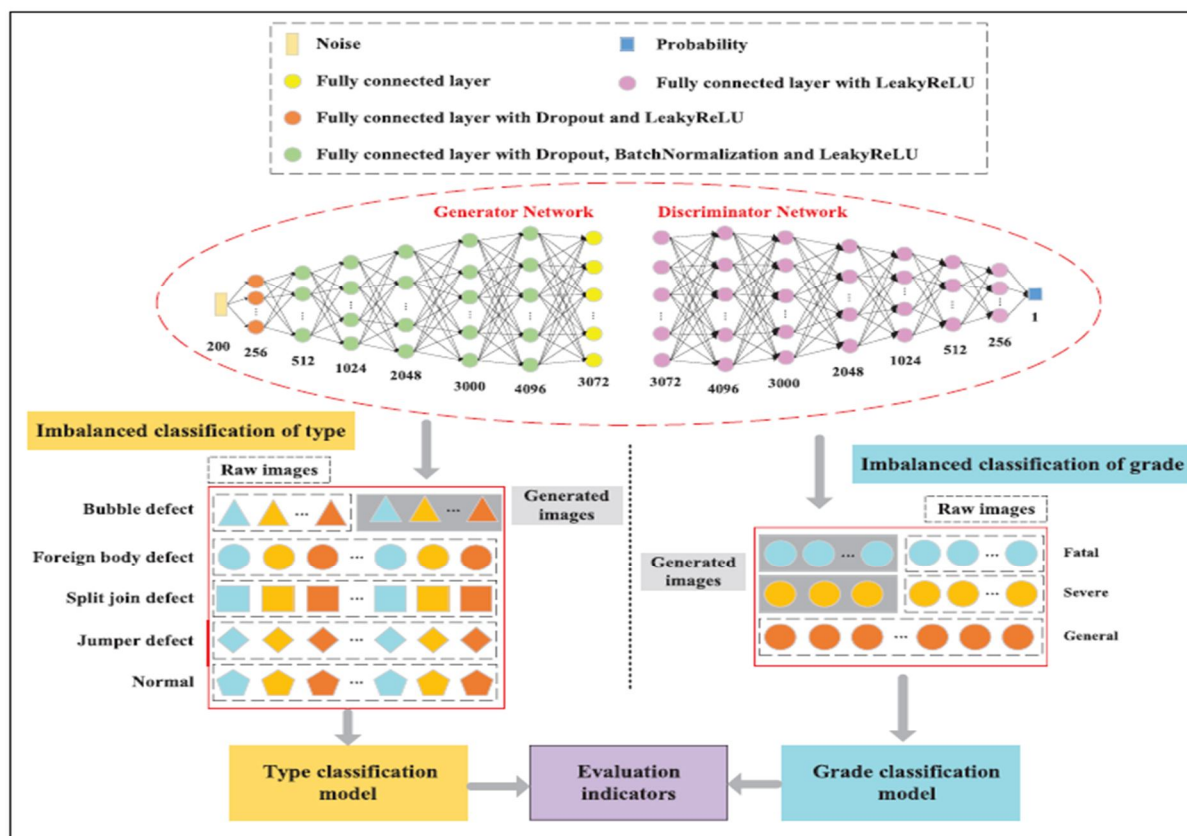 Noise
Probability
Fully connected layer
Fully connected layer with LeakyReLU
Fully connected layer with Dropout and LeakyReLU
Fully connected layer with Dropout, BatchNormalization and LeakyReLU
Generator Network
Discriminator Network
200
256
512
1024
2048
3000
4096
3072
3072
4096
3000
2048
1024
512
256
1
Imbalanced classification of type
Raw images
Generated
images
Bubble defect
Foreign body defect
Split join defect
Jumper defect
Normal
Imbalanced classification of grade
Raw images
Generated
images
Fatal
Severe
General
Type classification
model
Evaluation
indicators
Grade classification
model